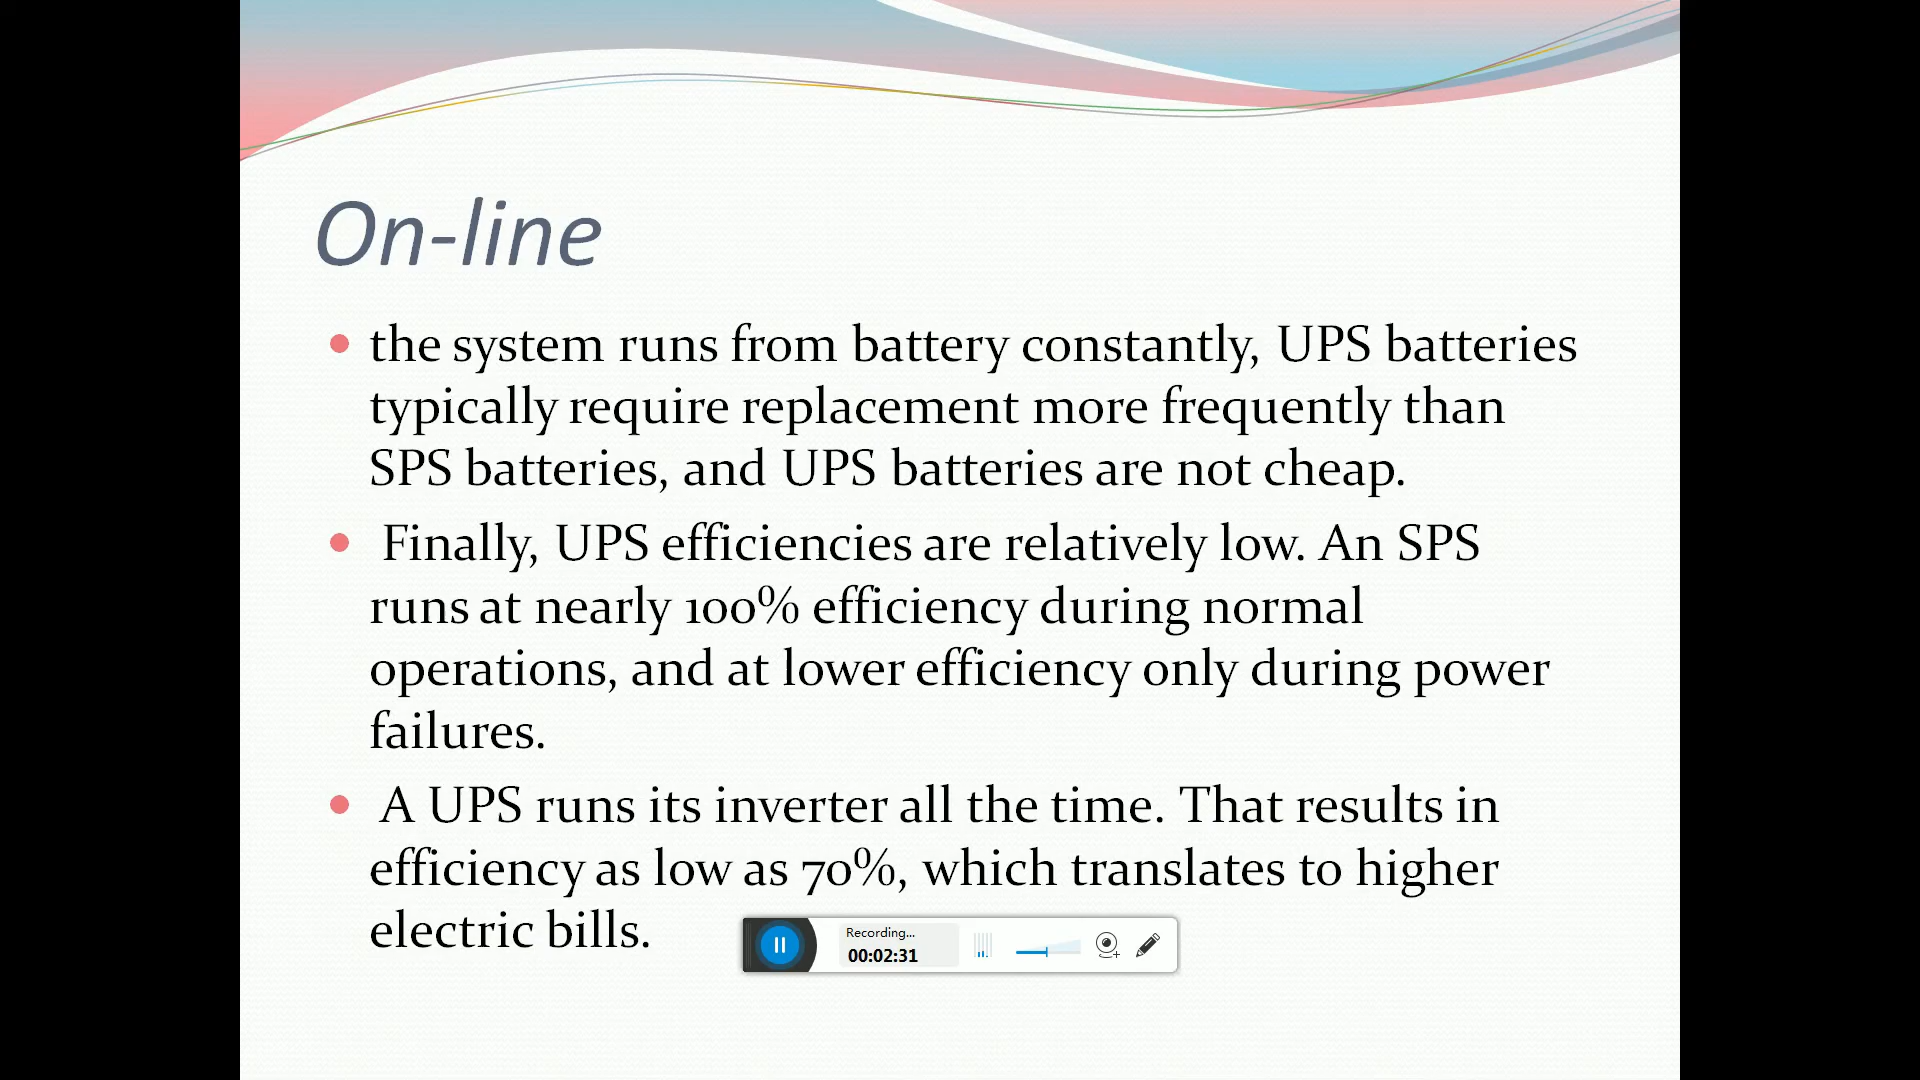 On-line
the system runs from battery constantly, UPS batteries
typically require replacement more frequently than
SPS batteries, and UPS batteries are not cheap.
Finally, UPS efficiencies are relatively low. An SPS
runs at nearly 100% efficiency during normal
operations, and at lower efficiency only during power
failures.
A UPS runs its inverter all the time. That results in
efficiency as low as 70%, which translates to higher
electric bills.
Recording...
00:02:31